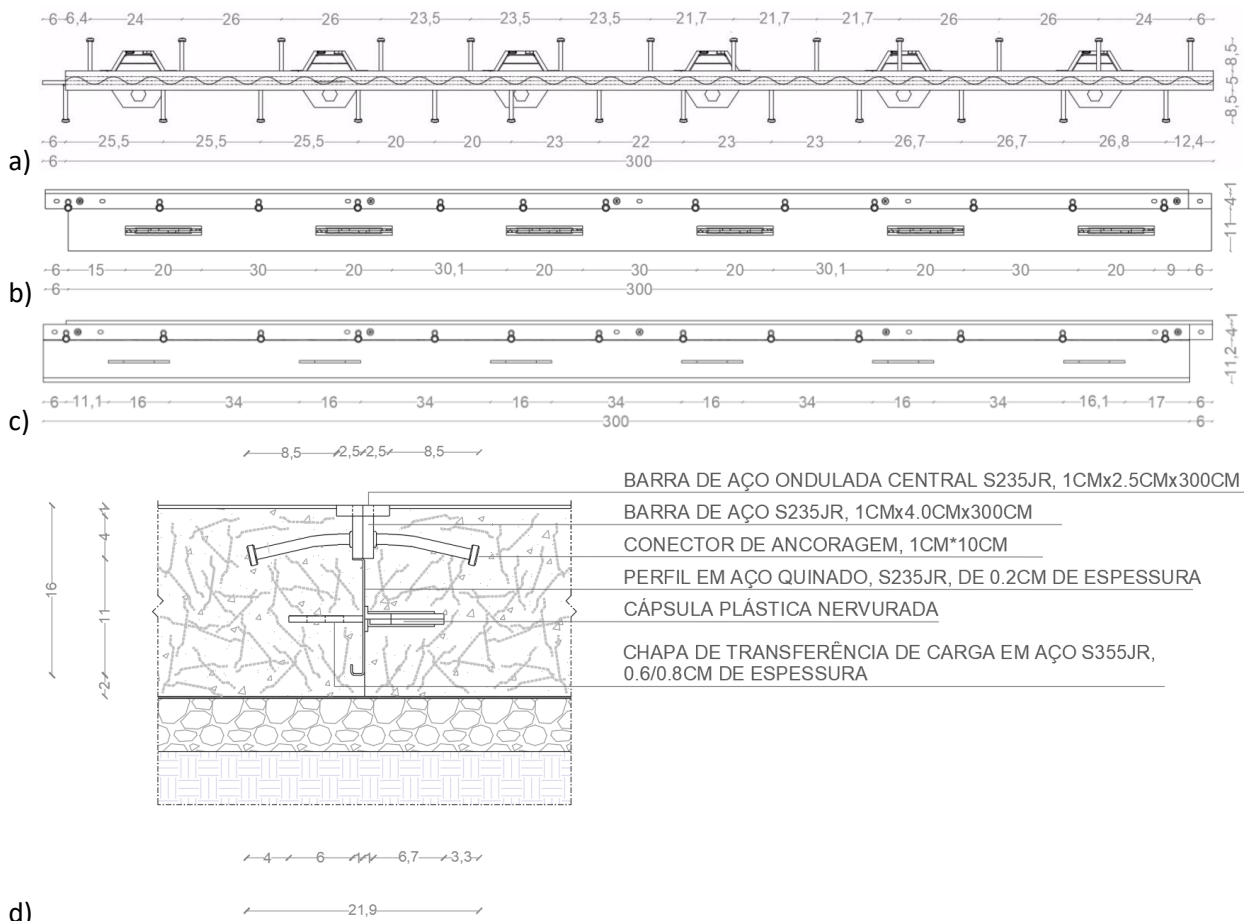 6 6,4 24 26 26 23,5 23,5 23,5 21,7 21,7 21,7 26 26 24 6
8,5 5 8,5
6 25,5 25,5 25,5 20 20 23 22 23 23 26,7 26,7 26,8 12,4
a) 6 300
11 4 1
6 15 20 30 20 30,1 20 30 20 30,1 20 30 20 9 6
b) 6 300
11,2 4 1
6 11,1 16 34 16 34 16 34 16 34 16 34 16,1 17 6
c) 300 6
8,5 2,5 2,5 8,5
BARRA DE AÇO ONDULADA CENTRAL S235JR, 1CMx2.5CMx300CM
BARRA DE AÇO S235JR, 1CMx4.0CMx300CM
CONECTOR DE ANCORAGEM, 1CM*10CM
PERFIL EM AÇO QUINADO, S235JR, DE 0.2CM DE ESPESSURA
CÁPSULA PLÁSTICA NERVURADA
CHAPA DE TRANSFERÊNCIA DE CARGA EM AÇO S355JR,
0.6/0.8CM DE ESPESSURA
16
4
11
2
4 6 6,7 3,3
21,9
d)